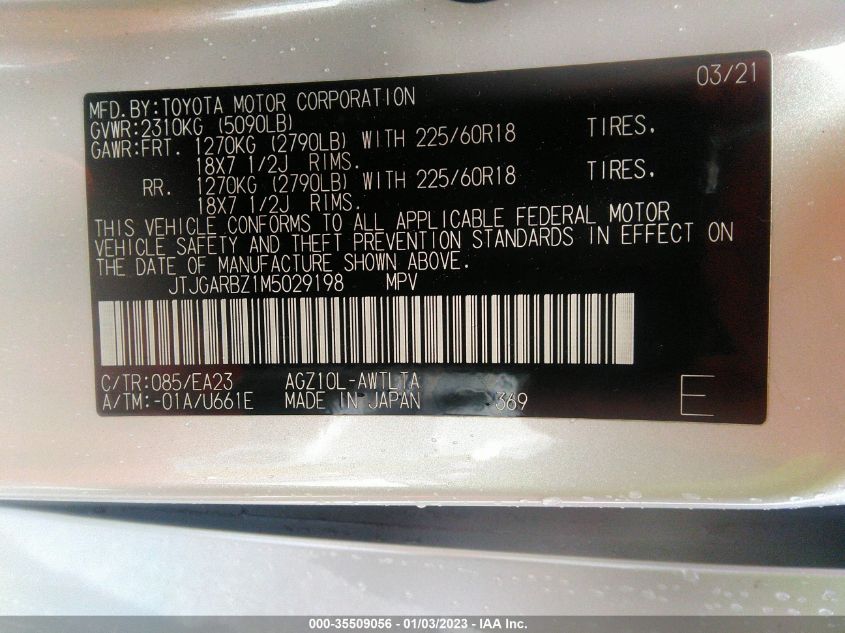 03/21
MFD.BY:TOYOTA MOTOR CORPORATION
GVWR:2310KG (5090LB)
GAWR:FRT. 1270KG (2790LB) WITH 225/60R18 TIRES.
18X7 1/2J RIMS.
RR. 1270KG (2790LB) WITH 225/60R18 TIRES.
18X7 1/2J RIMS.
THIS VEHICLE CONFORMS TO ALL APPLICABLE FEDERAL MOTOR
VEHICLE SAFETY AND THEFT PREVENTION STANDARDS IN EFFECT ON
THE DATE OF MANUFACTURE SHOWN ABOVE.
JTJGARBZ1M5029198 MPV
C/TR:085/EA23 AGZ10L-AWTLTA
A/TM:-01A/U661E MADE IN JAPAN 369 E
000-35509056 - 01/03/2023 - IAA Inc.